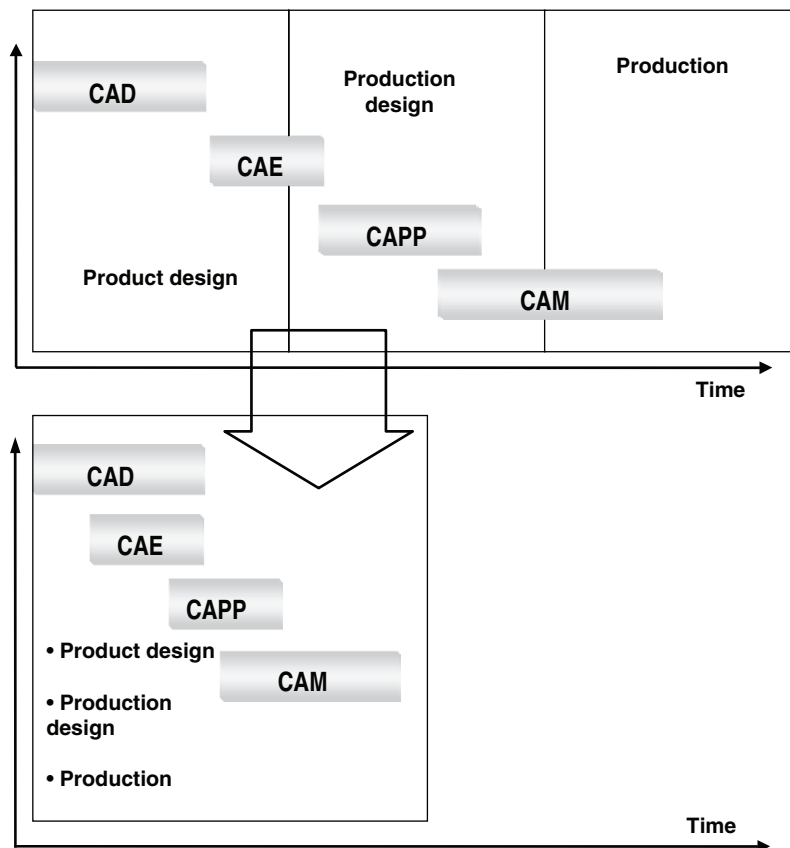 CAD
Production
design
Production
CAE
CAPP
Product design
CAM
Time
CAD
CAE
CAPP
• Product design
CAM
• Production
design
• Production
Time